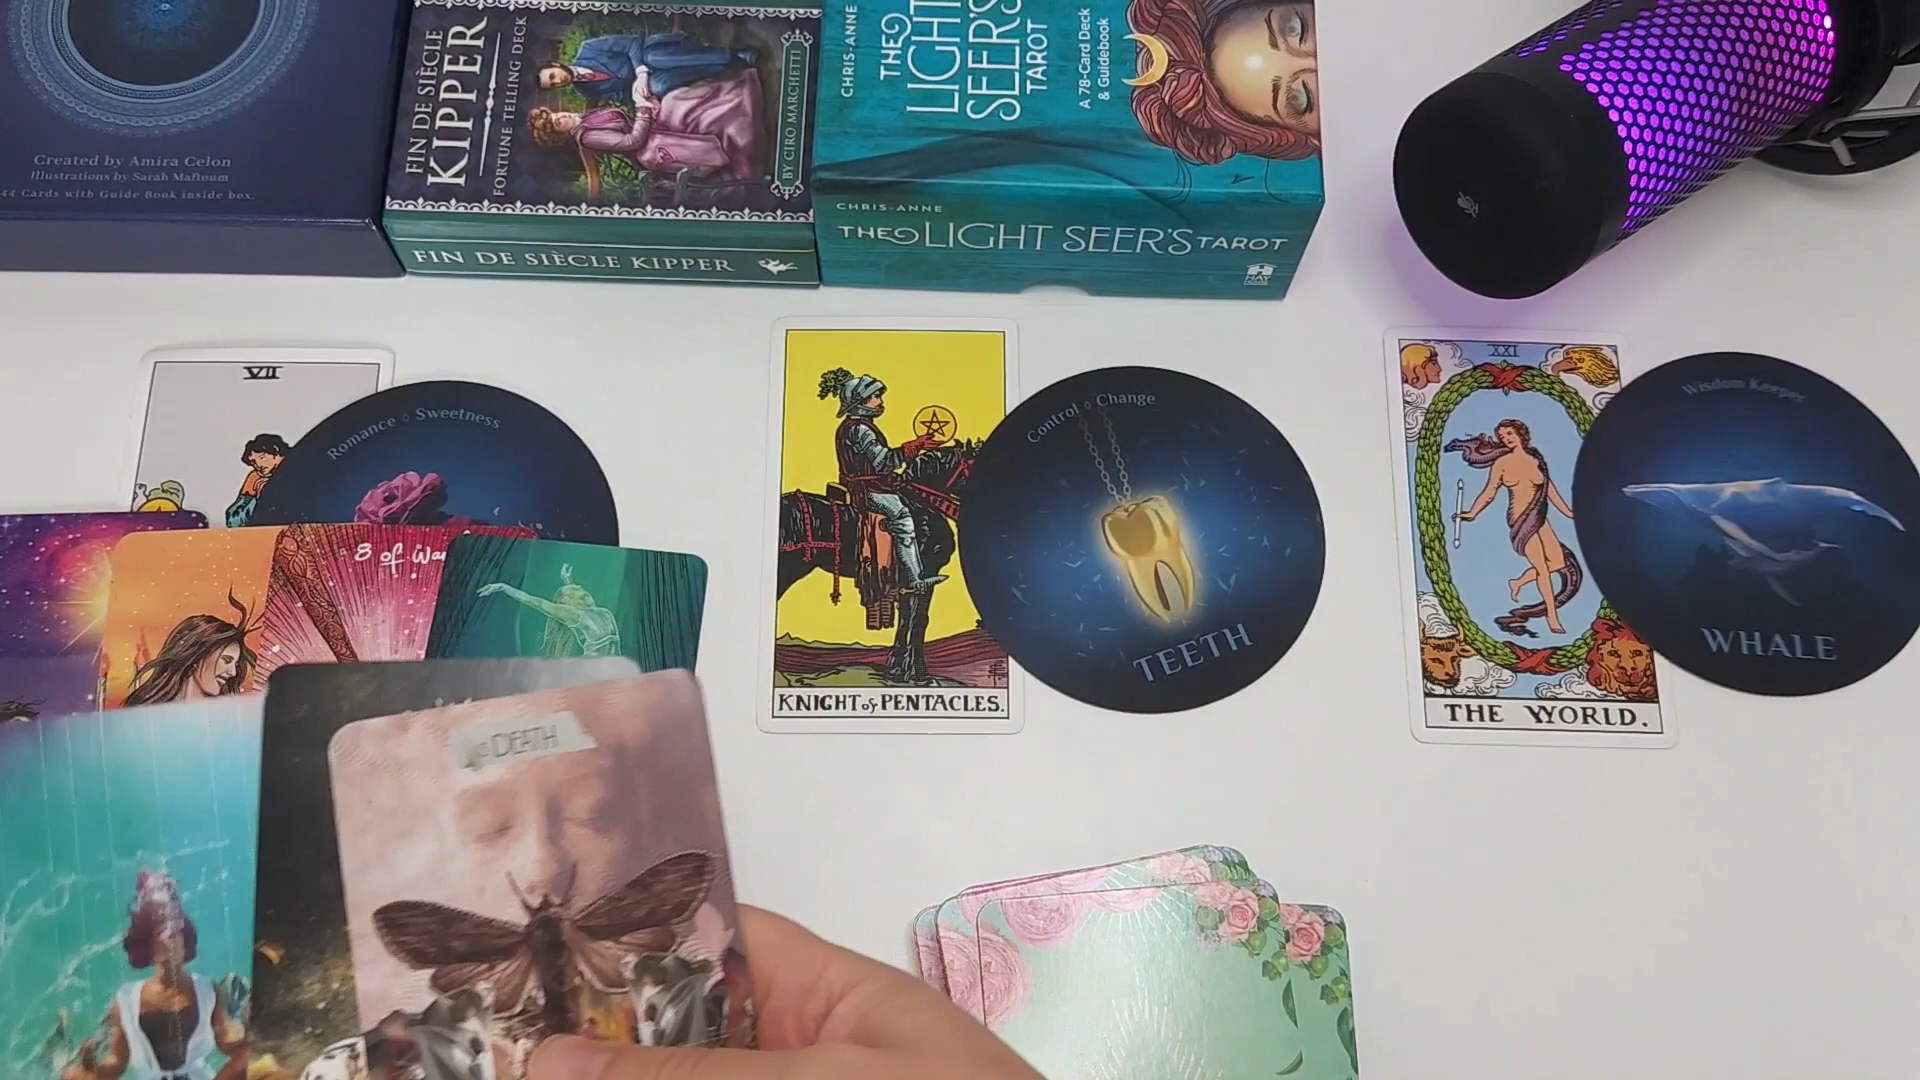 Created by Amira Celon
Illustrations by Sarah Maftoum
44 Cards with Guide Book inside box.
FIN DE SIÈCLE
KIPPER
FORTUNE TELLING DECK
BY CIRO MARCHETTI
FIN DE SIÈCLE KIPPER
CHRIS-ANNE
THE
LIGHT
SEER'S
TAROT
A 78-Card Deck
& Guidebook
CHRIS-ANNE
THE LIGHT SEER'S TAROT
HAY
HOUSE
VII
Romance ◊ Sweetness
KNIGHT of PENTACLES.
Control ◊ Change
TEETH
XXI
THE WORLD.
Wisdom Keeper
WHALE
8 of Wa
DEATH